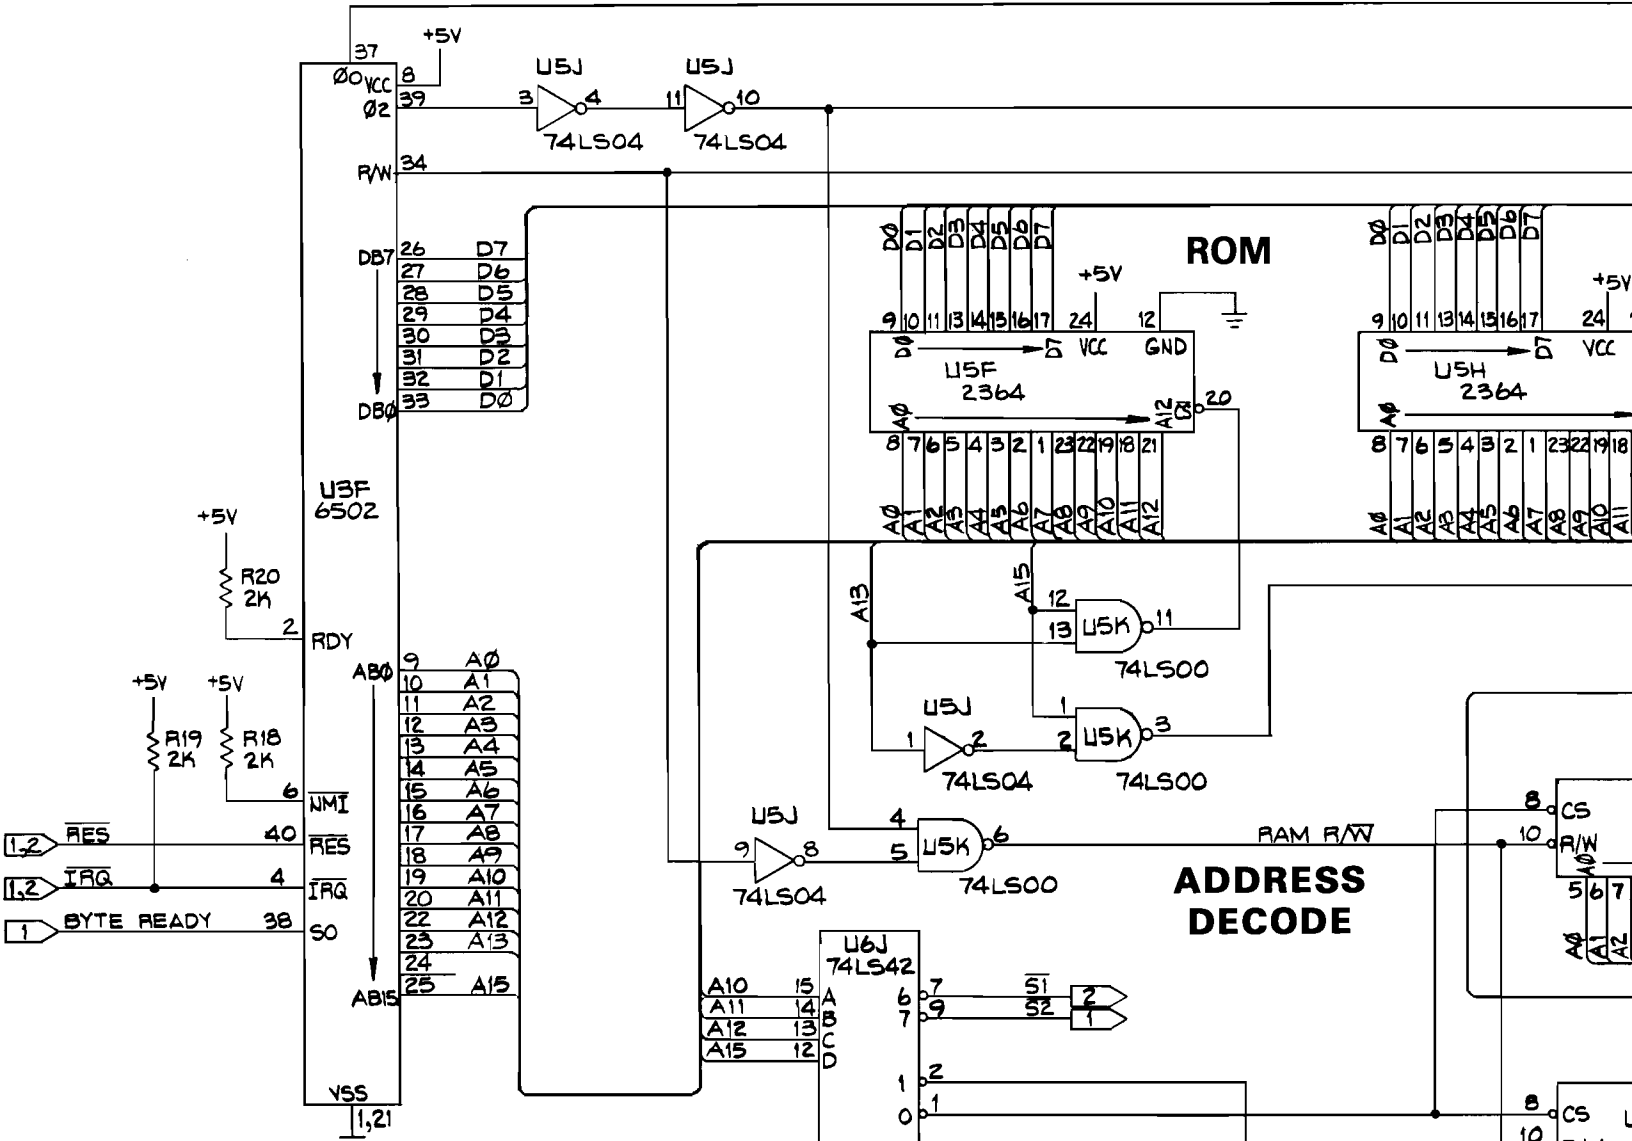 37
+5V
ØO
VCC
8
Ø2
39
U5J
3
4
74LS04
U5J
11
10
74LS04
R/W
34
DB7
DBØ
26 D7
27 D6
28 D5
29 D4
30 D3
31 D2
32 D1
33 DØ
U3F
6502
+5V
R20
2K
2
RDY
+5V
+5V
R19
2K
R18
2K
6
NMI
1,2
RES
40
RES
1,2
IRQ
4
IRQ
1
BYTE READY
38
SO
ABØ
AB15
9 AØ
10 A1
11 A2
12 A3
13 A4
14 A5
15 A6
16 A7
17 A8
18 A9
19 A10
20 A11
22 A12
23 A13
24
25 A15
VSS
1,21
DØ D1 D2 D3 D4 D5 D6 D7
ROM
+5V
9 10 11 13 14 15 16 17 24 12
DØ D7 VCC GND
U5F
2364
AØ A12 CS
20
8 7 6 5 4 3 2 1 23 22 19 18 21
AØ A1 A2 A3 A4 A5 A6 A7 A8 A9 A10 A11 A12
DØ D1 D2 D3 D4 D5 D6 D7
+5V
9 10 11 13 14 15 16 17 24
DØ D7 VCC
U5H
2364
AØ
8 7 6 5 4 3 2 1 23 22 19 18
AØ A1 A2 A3 A4 A5 A6 A7 A8 A9 A10 A11
A13
A15
12
13
U5K
11
74LS00
U5J
1
2
74LS04
1
2
U5K
3
74LS00
U5J
9
8
74LS04
4
5
U5K
6
74LS00
RAM R/W
ADDRESS
DECODE
8
CS
10
R/W
AØ
5 6 7
AØ A1 A2
U6J
74LS42
A10 15 A
A11 14 B
A12 13 C
A15 12 D
6 7 S1 2
7 9 S2 1
1 2
0 1
8
CS
10